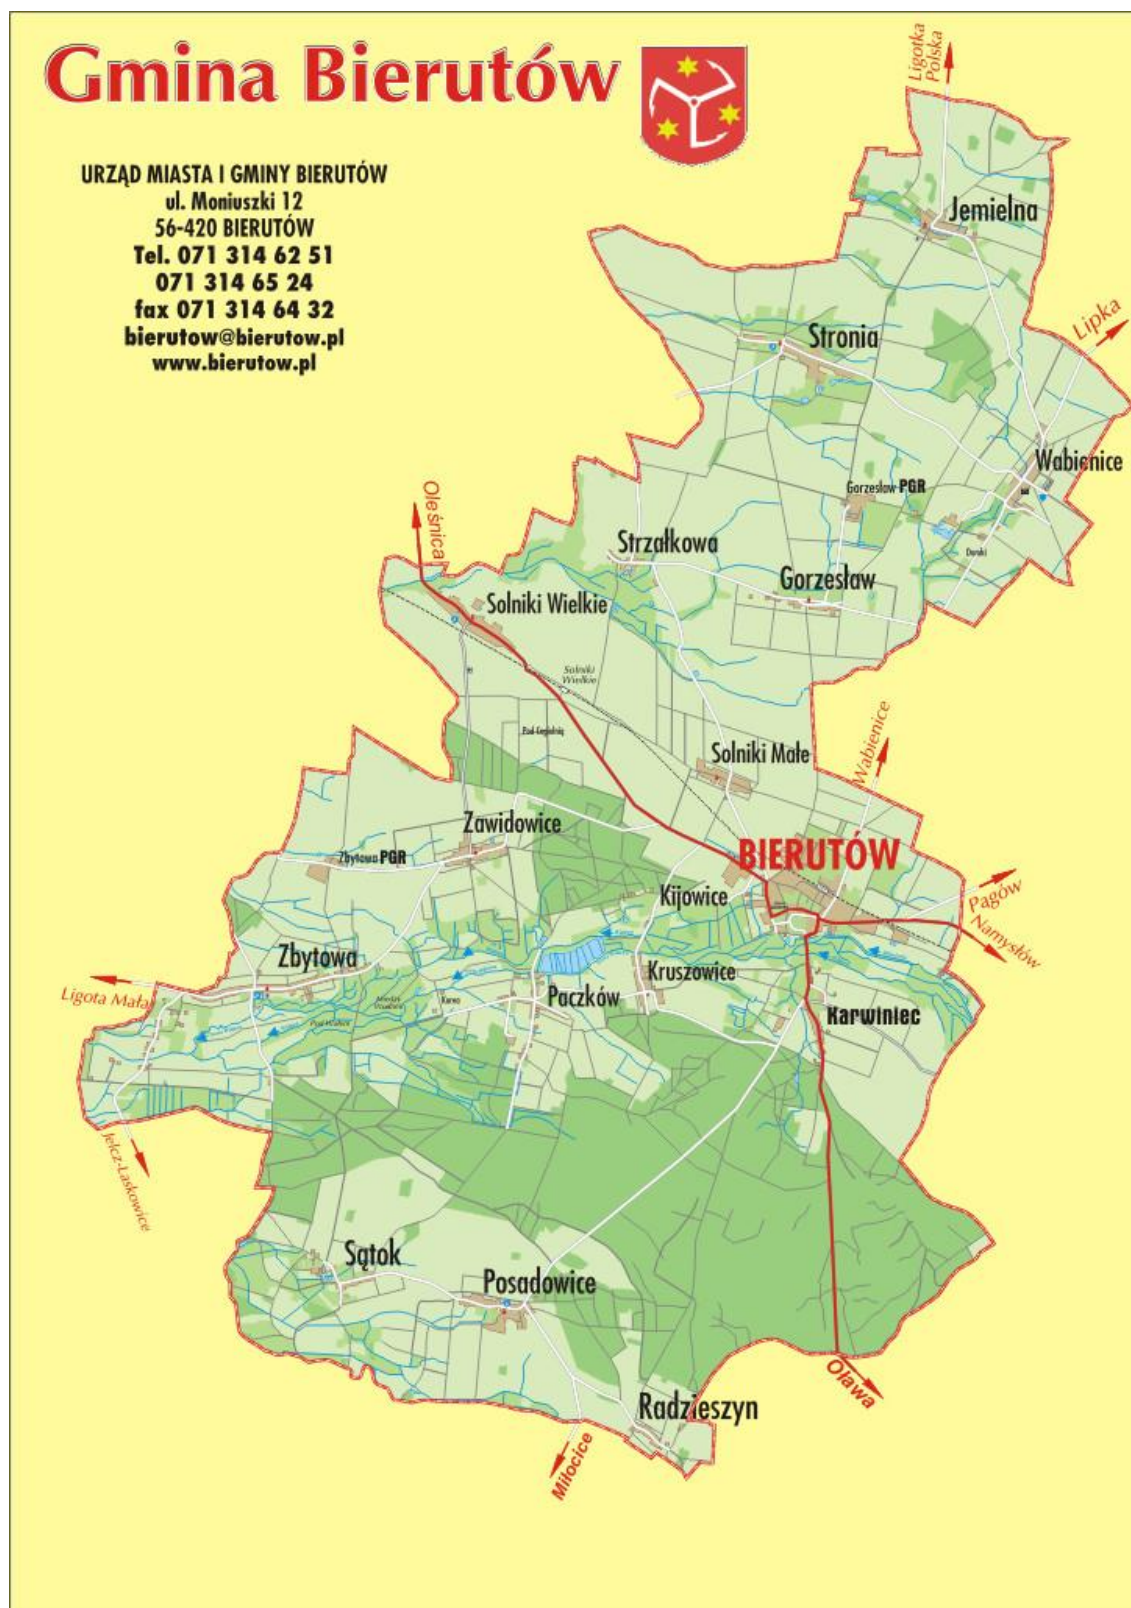 Gmina Bierutów
URZĄD MIASTA I GMINY BIERUTÓW
ul. Moniuszki 12
56-420 BIERUTÓW
Tel. 071 314 62 51
071 314 65 24
fax 071 314 64 32
bierutow@bierutow.pl
www.bierutow.pl
Ligotka
Polska
Jemielna
Lipka
Stronia
Wabienice
Gorzesław PGR
Oleśnica
Strzałkowa
Gorzesław
Solniki Wielkie
Solniki
Wielkie
Solniki Małe
Wabienice
Zawidowice
Zbytowa PGR
BIERUTÓW
Kijowice
Pagów
Namysłów
Zbytowa
Kruszowice
Ligota Mała
Paczków
Karwiniec
Jelcz-Laskowice
Sątok
Posadowice
Oława
Radzieszyn
Miłocice